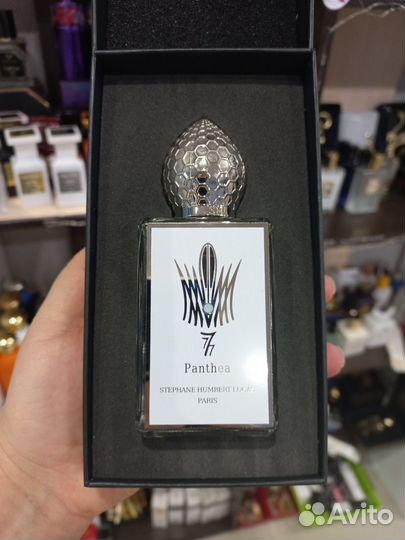 777
Panthea
STEPHANE HUMBERT LUCAS
PARIS
Avito